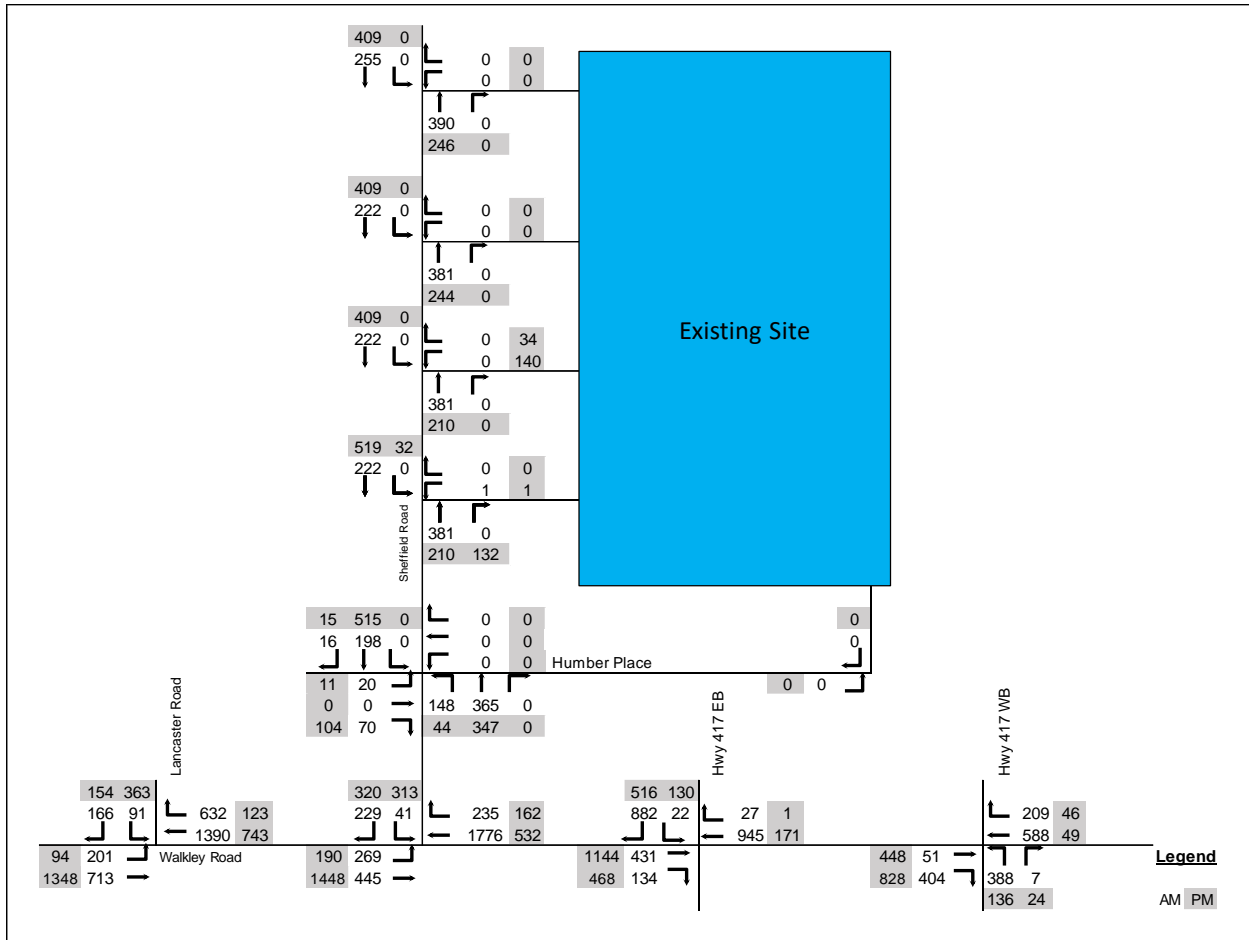 409 0
255 0 0 0
0 0
390 0
246 0
409 0
222 0 0 0
0 0
381 0
244 0
409 0
222 0 0 34
0 140
Existing Site
381 0
210 0
519 32
222 0 0 0
1 1
Sheffield Road
381 0
210 132
15 515 0 0 0 0
16 198 0 0 0 0
0 0 Humber Place
11 20 0 0
0 0 148 365 0
104 70 44 347 0
Lancaster Road
Hwy 417 EB
Hwy 417 WB
154 363 320 313 516 130
166 91 632 123 229 41 235 162 882 22 27 1 209 46
1390 743 1776 532 945 171 588 49
94 201 Walkley Road 190 269 1144 431 448 51 Legend
1348 713 1448 445 468 134 828 404 388 7
136 24 AM PM